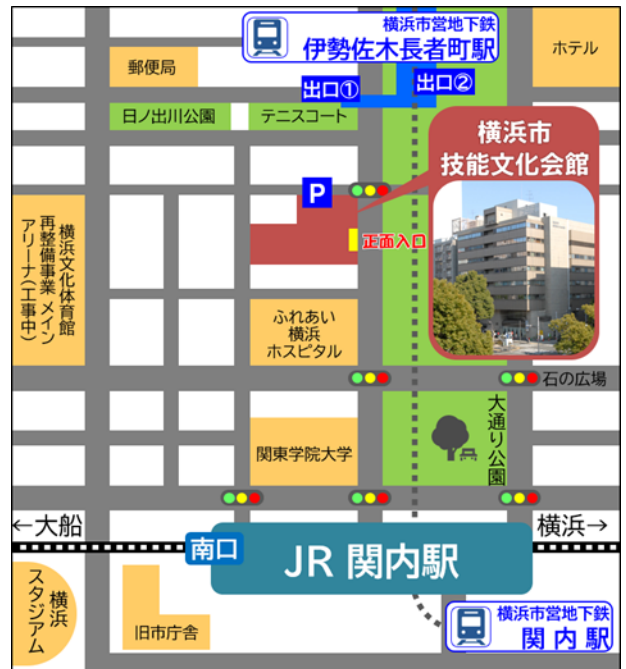 横浜市営地下鉄
伊勢佐木長者町駅
ホテル
郵便局
出口①
出口②
日ノ出川公園
テニスコート
横浜市
技能文化会館
P
正面入口
横浜文化体育館
再整備事業 メイン
アリーナ(工事中)
ふれあい
横浜
ホスピタル
石の広場
大通り公園
関東学院大学
←大船
横浜→
南口
JR 関内駅
横浜
スタジアム
旧市庁舎
横浜市営地下鉄
関内駅